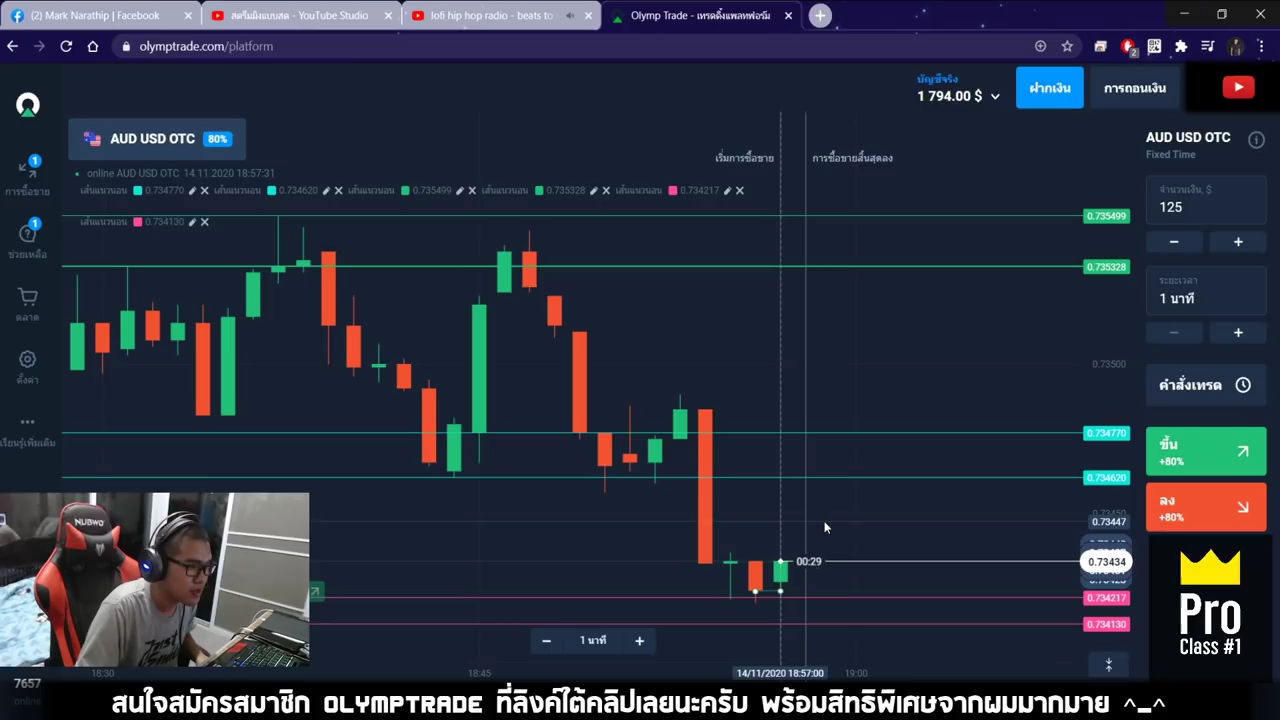 (2) Mark Narathip | Facebook
สตรีมมิงแบบสด - YouTube Studio
lofi hip hop radio - beats to
Olymp Trade - เทรดดิ้งแพลทฟอร์ม
olymptrade.com/platform
2
บัญชีจริง
1 794.00 $
ฝากเงิน
การถอนเงิน
AUD USD OTC 80%
online AUD USD OTC 14.11.2020 18:57:31
เส้นแนวนอน 0.734770 เส้นแนวนอน 0.734620 เส้นแนวนอน 0.735499 เส้นแนวนอน 0.735328 เส้นแนวนอน 0.734217
เส้นแนวนอน 0.734130
เริ่มการซื้อขาย
การซื้อขายสิ้นสุดลง
1
การซื้อขาย
1
ช่วยเหลือ
ตลาด
ตั้งค่า
เรียนรู้เพิ่มเติม
7657
online
0.735499
0.735328
0.73500
0.734770
0.734620
0.73450
0.73447
0.73434
0.734217
0.734130
00:29
1 นาที
18:30
18:45
14/11/2020 18:57:00
19:00
AUD USD OTC
Fixed Time
จำนวนเงิน, $
125
ระยะเวลา
1 นาที
คำสั่งเทรด
ขึ้น
+80%
ลง
+80%
Pro
Class #1
NUBWO
สนใจสมัครสมาชิก OLYMPTRADE ที่ลิงค์ใต้คลิปเลยนะครับ พร้อมสิทธิพิเศษจากผมมากมาย ^_^